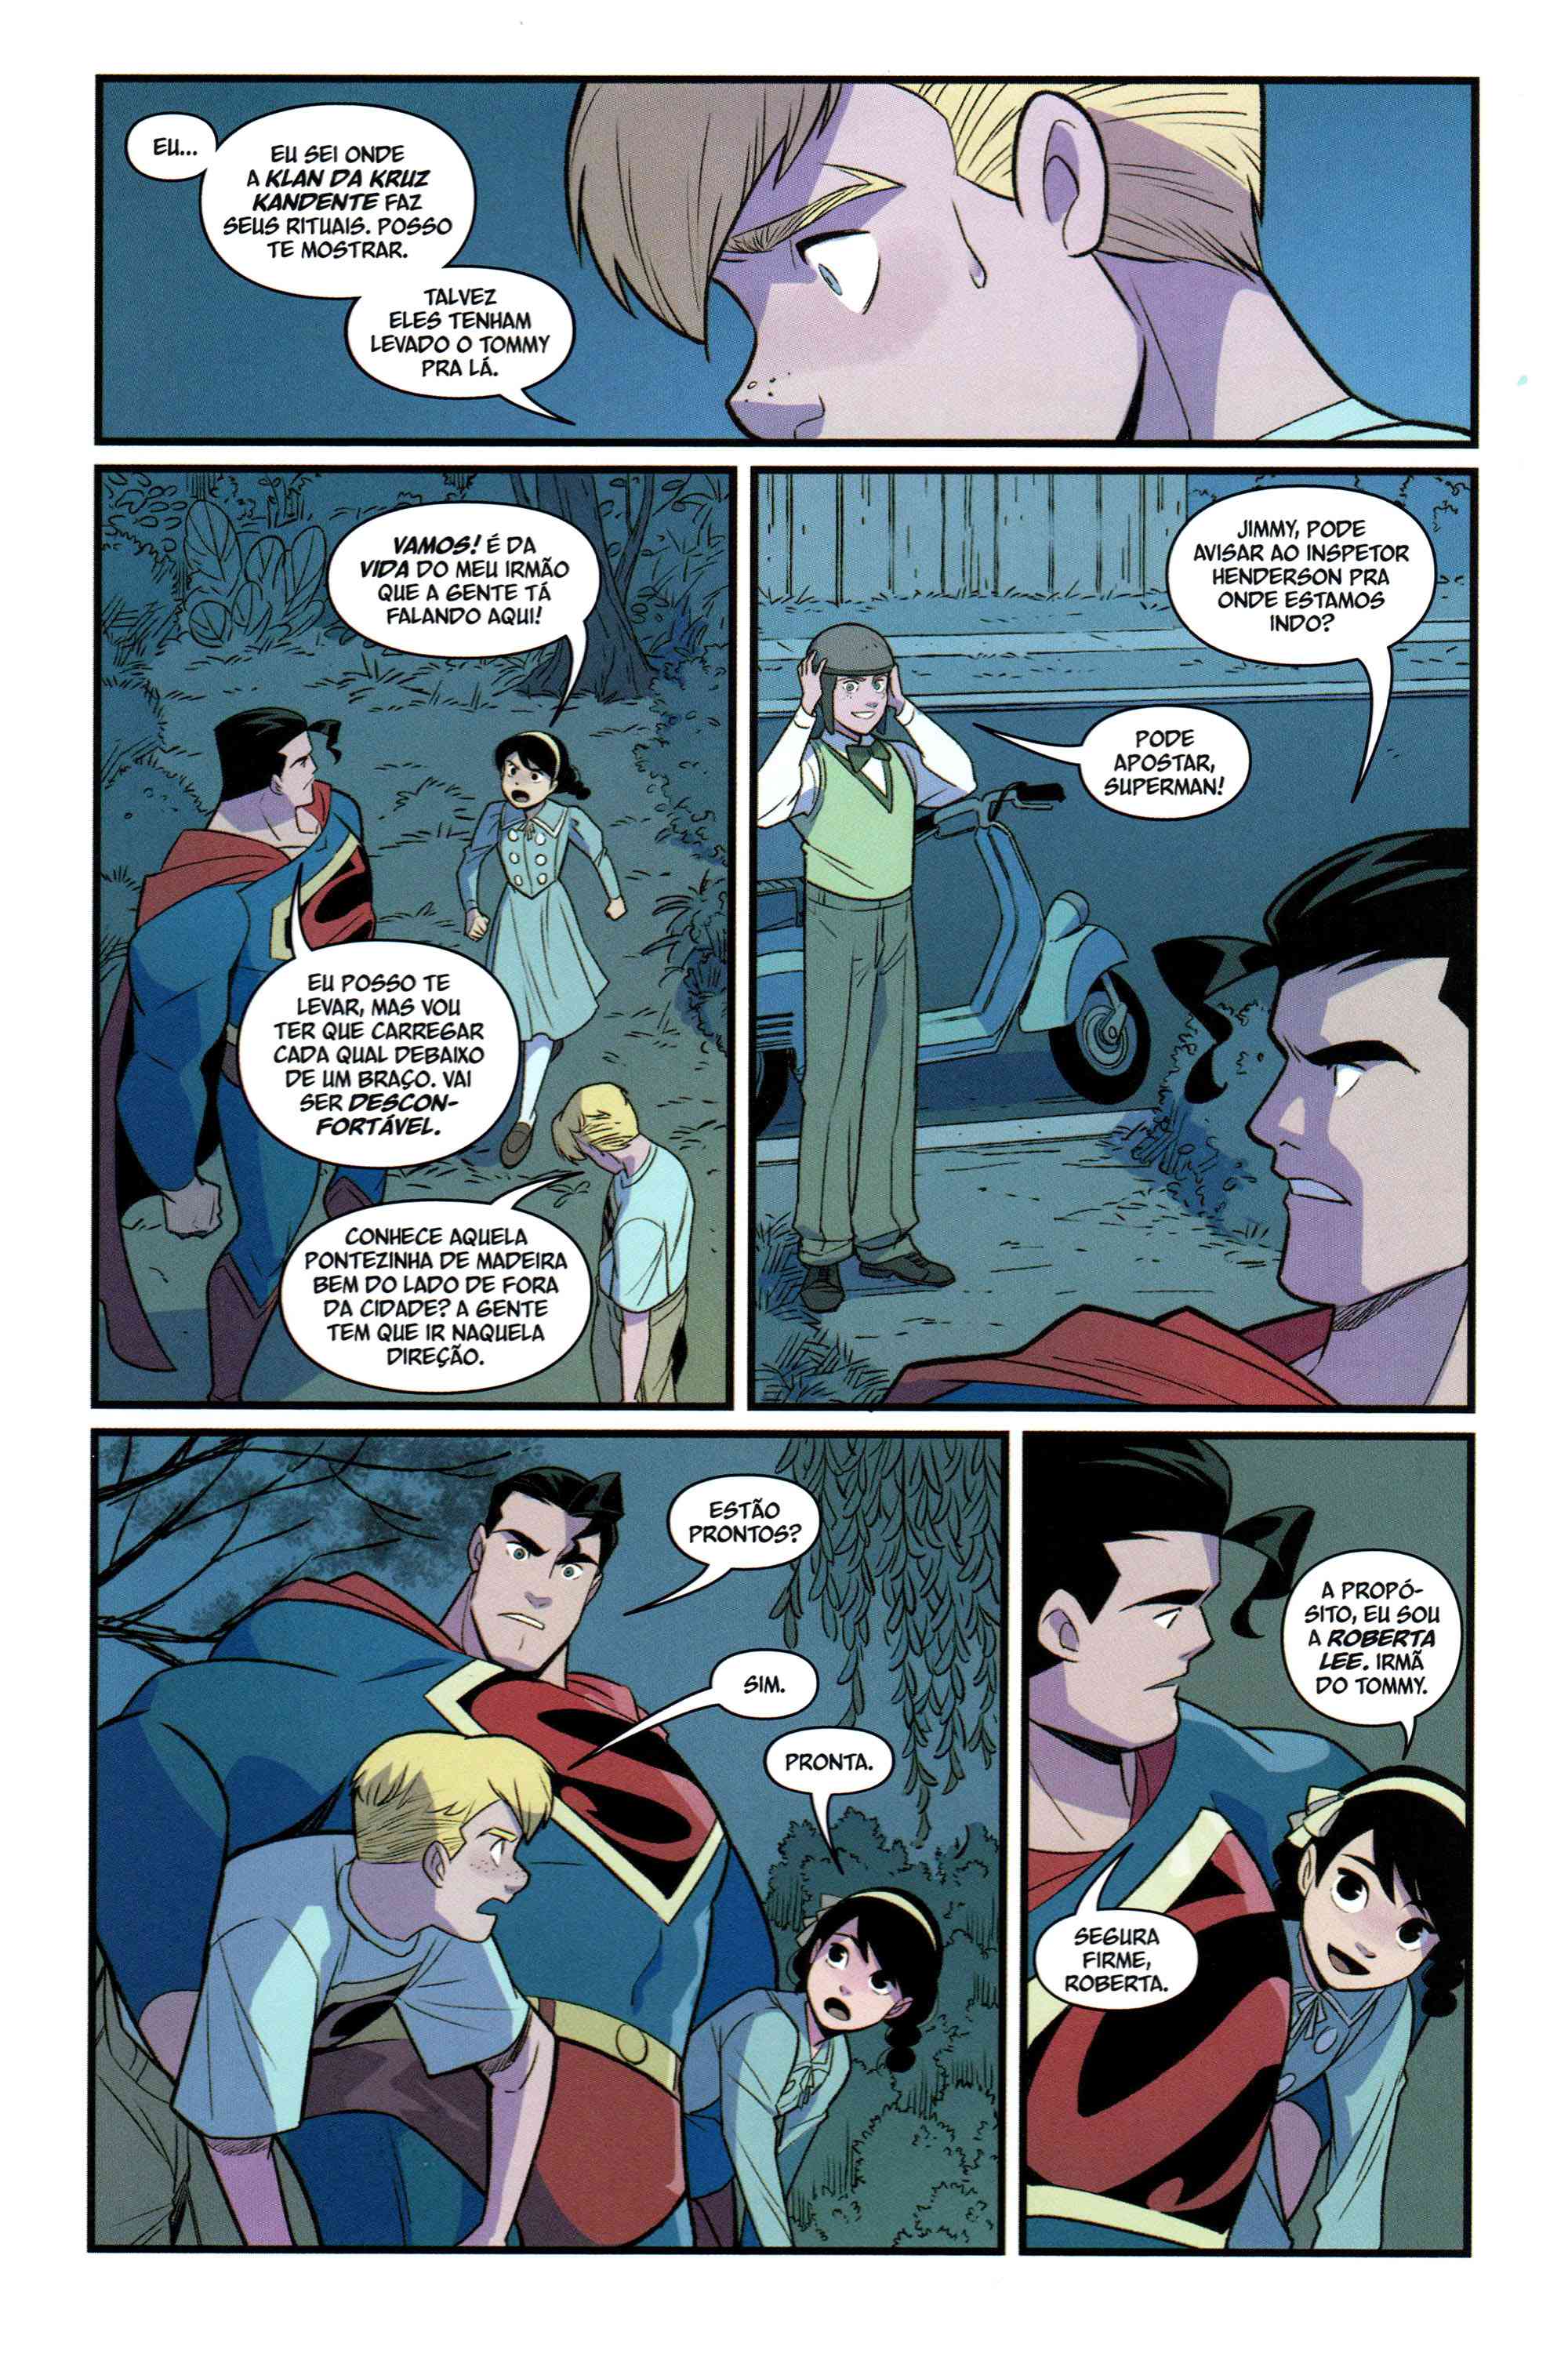 EU...
EU SEI ONDE
A KLAN DA KRUZ
KANDENTE FAZ
SEUS RITUAIS. POSSO
TE MOSTRAR.
TALVEZ
ELES TENHAM
LEVADO O TOMMY
PRA LÁ.
VAMOS! É DA
VIDA DO MEU IRMÃO
QUE A GENTE TÁ
FALANDO AQUI!
EU POSSO TE
LEVAR, MAS VOU
TER QUE CARREGAR
CADA QUAL DEBAIXO
DE UM BRAÇO. VAI
SER DESCON-
FORTÁVEL.
CONHECE AQUELA
PONTEZINHA DE MADEIRA
BEM DO LADO DE FORA
DA CIDADE? A GENTE
TEM QUE IR NAQUELA
DIREÇÃO.
JIMMY, PODE
AVISAR AO INSPETOR
HENDERSON PRA
ONDE ESTAMOS
INDO?
PODE
APOSTAR,
SUPERMAN!
ESTÃO
PRONTOS?
SIM.
PRONTA.
A PROPÓ-
SITO, EU SOU
A ROBERTA
LEE. IRMÃ
DO TOMMY.
SEGURA
FIRME,
ROBERTA.